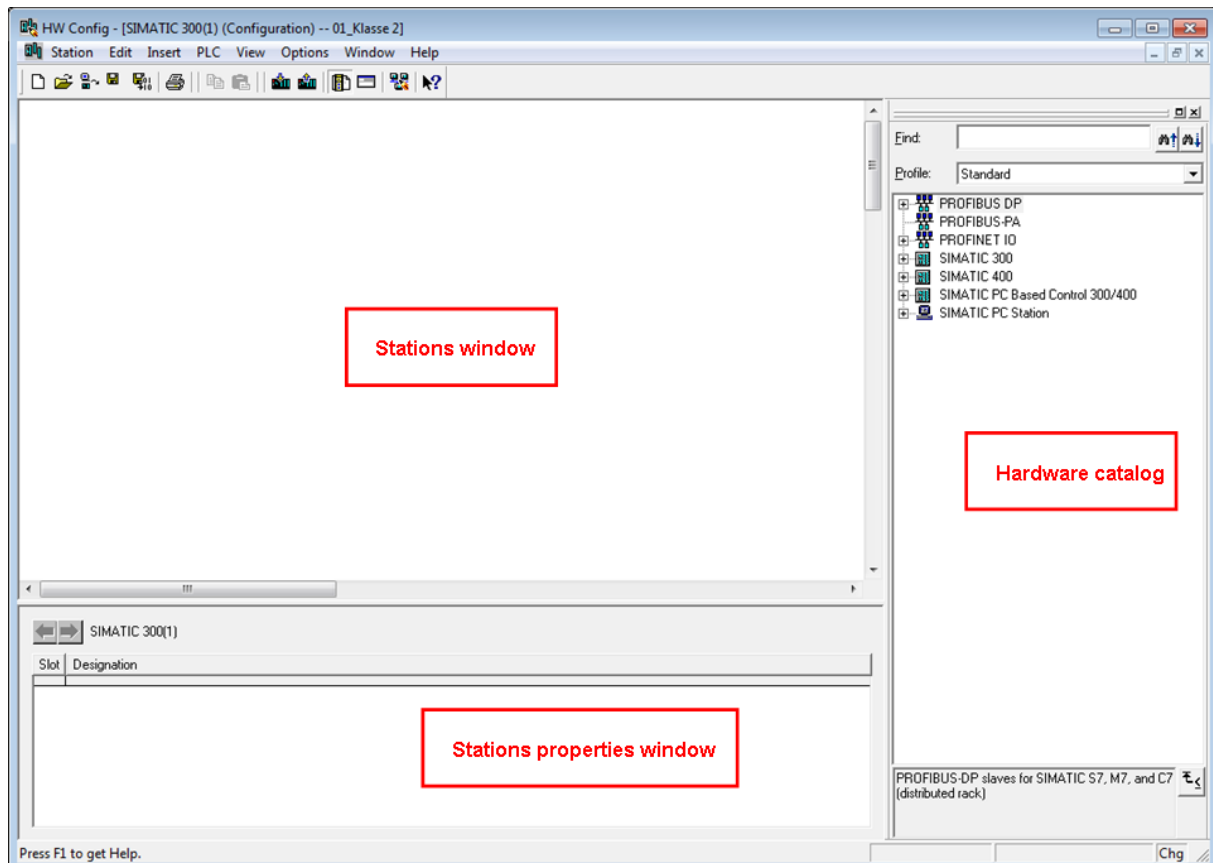 HW Config - [SIMATIC 300(1) (Configuration) -- 01_Klasse 2]
Station Edit Insert PLC View Options Window Help
Find:
Profile: Standard
PROFIBUS DP
PROFIBUS-PA
PROFINET IO
SIMATIC 300
SIMATIC 400
SIMATIC PC Based Control 300/400
SIMATIC PC Station
Stations window
Hardware catalog
SIMATIC 300(1)
Slot Designation
Stations properties window
PROFIBUS-DP slaves for SIMATIC S7, M7, and C7
(distributed rack)
Press F1 to get Help.
Chg